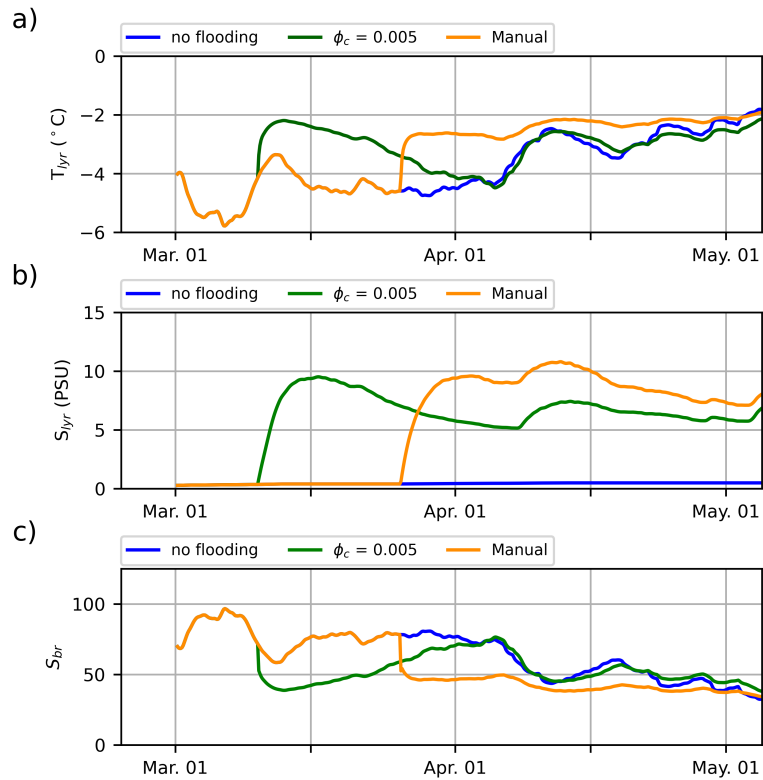 a)
no flooding ϕc = 0.005 Manual
0
−2
−4
−6
Tlyr (°C)
Mar. 01 Apr. 01 May. 01
b)
no flooding ϕc = 0.005 Manual
15
10
5
0
Slyr (PSU)
Mar. 01 Apr. 01 May. 01
c)
no flooding ϕc = 0.005 Manual
100
50
0
Sbr
Mar. 01 Apr. 01 May. 01